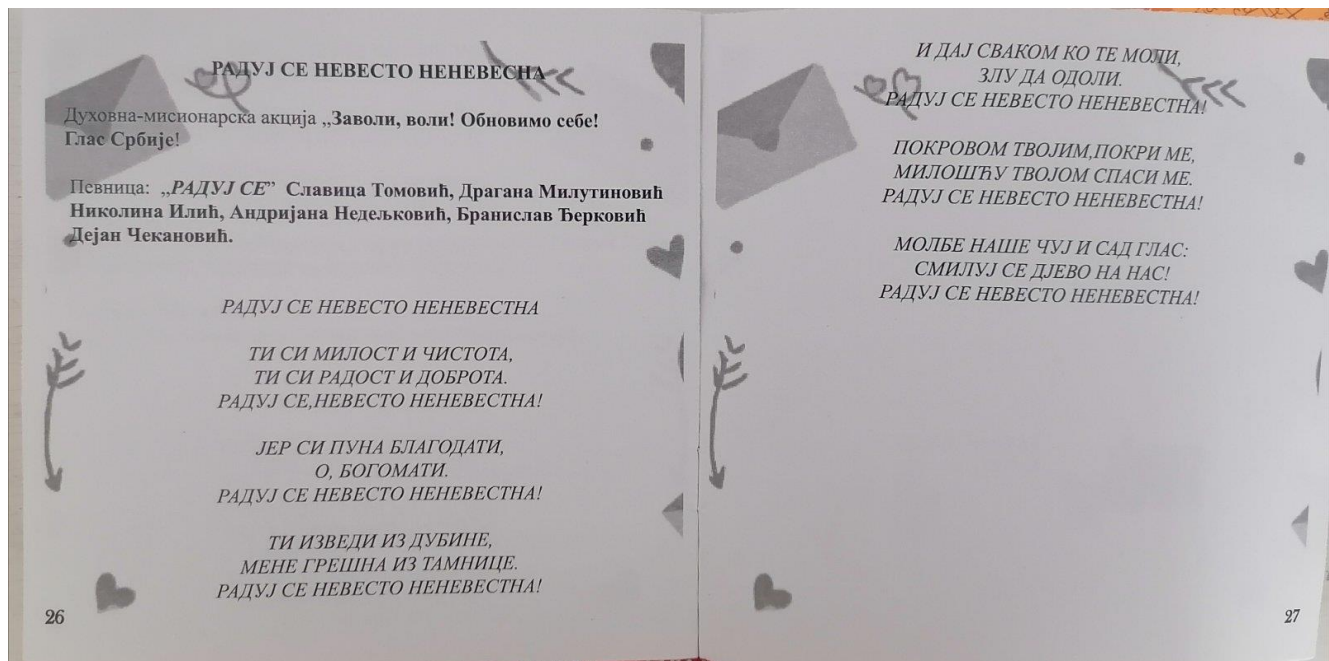 РАДУЈ СЕ НЕВЕСТО НЕНЕВЕСНА
Духовна-мисионарска акција „Заволи, воли! Обновимо себе!
Глас Србије!
Певница: „РАДУЈ СЕ” Славица Томовић, Драгана Милутиновић
Николина Илић, Андријана Недељковић, Бранислав Ђерковић
Дејан Чекановић.
РАДУЈ СЕ НЕВЕСТО НЕНЕВЕСТНА
ТИ СИ МИЛОСТ И ЧИСТОТА,
ТИ СИ РАДОСТ И ДОБРОТА.
РАДУЈ СЕ,НЕВЕСТО НЕНЕВЕСТНА!
ЈЕР СИ ПУНА БЛАГОДАТИ,
О, БОГОМАТИ.
РАДУЈ СЕ НЕВЕСТО НЕНЕВЕСТНА!
ТИ ИЗВЕДИ ИЗ ДУБИНЕ,
МЕНЕ ГРЕШНА ИЗ ТАМНИЦЕ.
РАДУЈ СЕ НЕВЕСТО НЕНЕВЕСТНА!
26
И ДАЈ СВАКОМ КО ТЕ МОЛИ,
ЗЛУ ДА ОДОЛИ.
РАДУЈ СЕ НЕВЕСТО НЕНЕВЕСТНА!
ПОКРОВОМ ТВОЈИМ,ПОКРИ МЕ,
МИЛОШЋУ ТВОЈОМ СПАСИ МЕ.
РАДУЈ СЕ НЕВЕСТО НЕНЕВЕСТНА!
МОЛБЕ НАШЕ ЧУЈ И САД ГЛАС:
СМИЛУЈ СЕ ДЈЕВО НА НАС!
РАДУЈ СЕ НЕВЕСТО НЕНЕВЕСТНА!
27